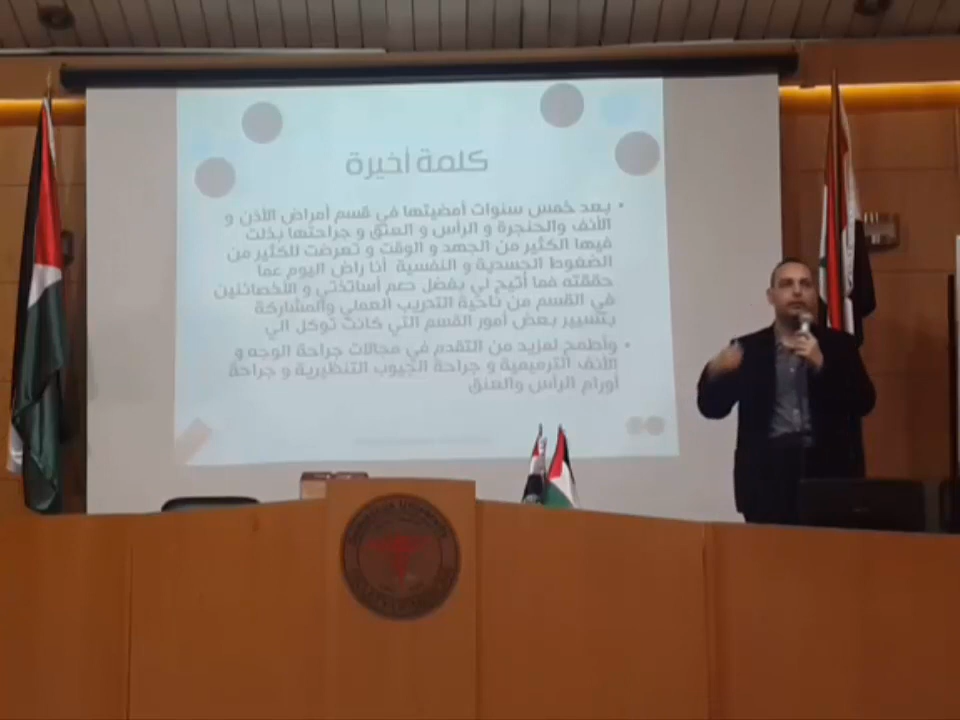 كلمة أخيرة
• بعد خمس سنوات أمضيتها في قسم أمراض الأذن و
الأنف والحنجرة و الرأس و العنق و جراحتها بذلت
فيها الكثير من الجهد و الوقت و تعرضت للكثير من
الضغوط الجسدية و النفسية أنا راض اليوم عما
حققته فما أتيح لي بفضل دعم أساتذتي و الأخصائين
في القسم من ناحية التدريب العملي والمشاركة
بتسيير بعض أمور القسم التي كانت توكل الي
• وأطمح لمزيد من التقدم في مجالات جراحة الوجه و
الأنف الترميمية و جراحة الجيوب التنظيرية و جراحة
أورام الرأس والعنق